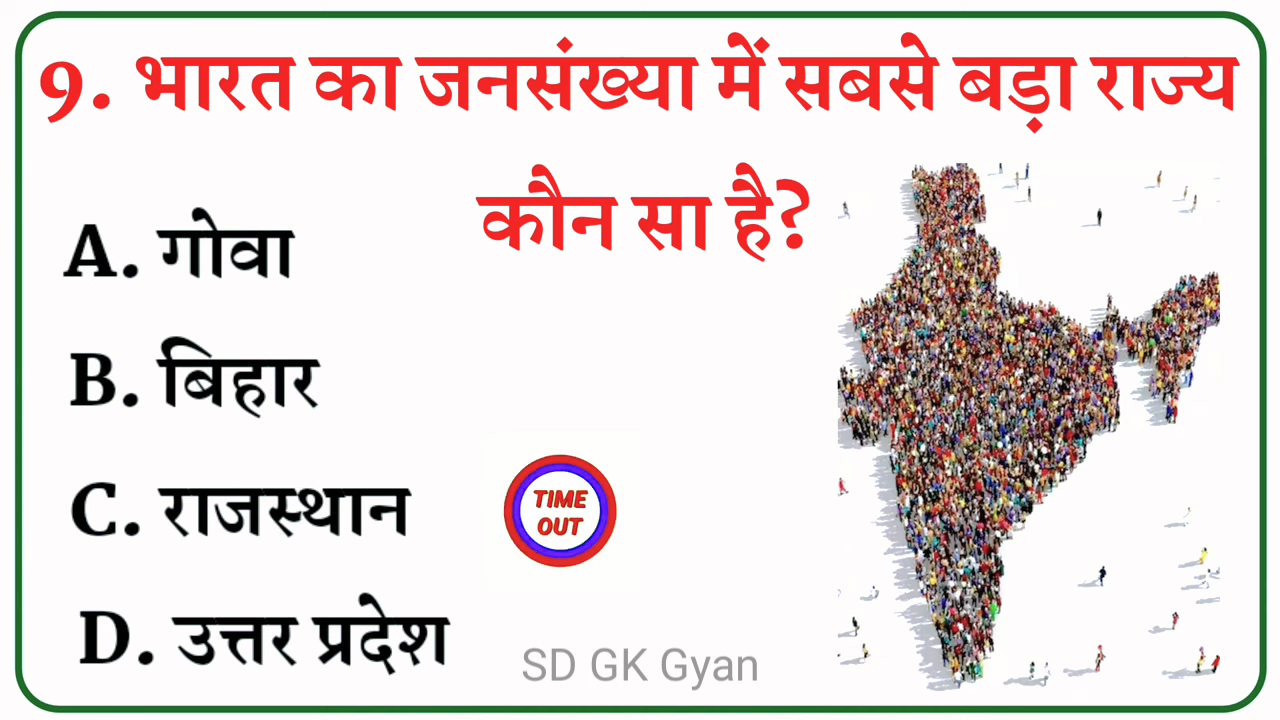 9. भारत का जनसंख्या में सबसे बड़ा राज्य
कौन सा है?
A. गोवा
B. बिहार
C. राजस्थान
D. उत्तर प्रदेश
TIME
OUT
SD GK Gyan